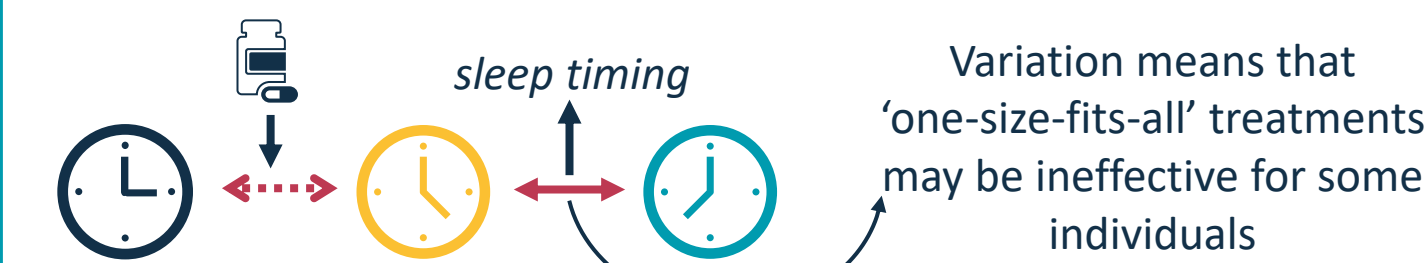 sleep timing
Variation means that
‘one-size-fits-all’ treatments
may be ineffective for some
individuals